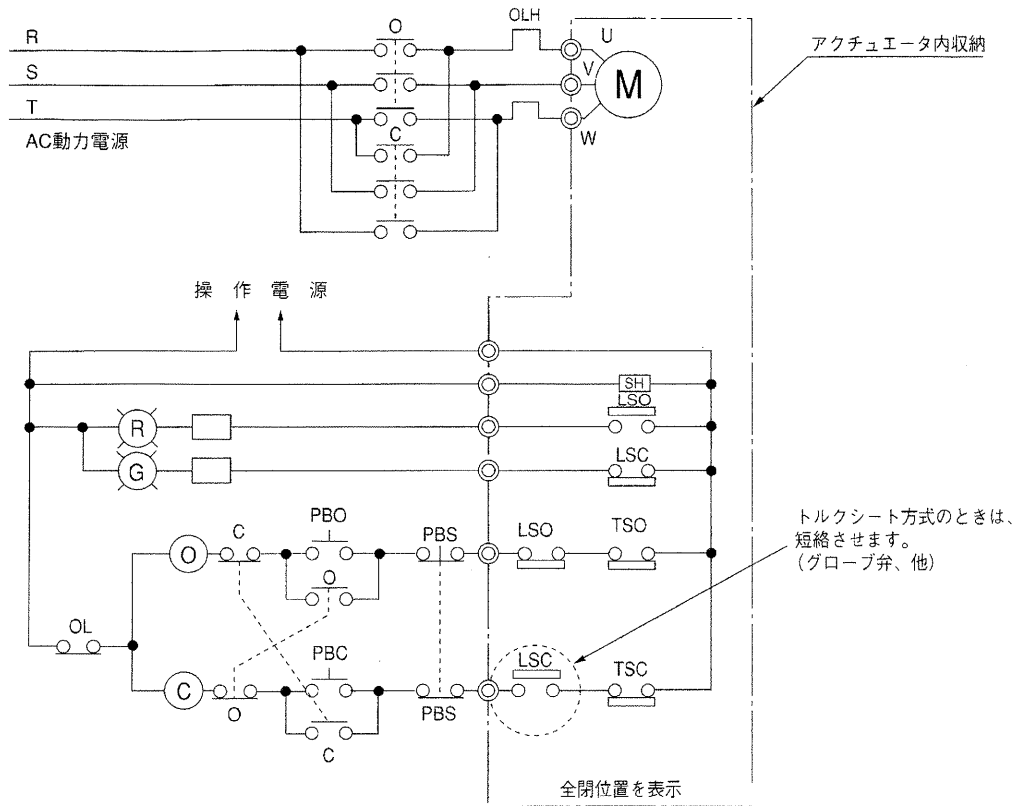 O
OLH
R
U
S
V
M
T
W
AC動力電源
C
アクチュエータ内収納
操作電源
SH
LSO
R
LSC
G
C
PBO
PBS
LSO
TSO
O
O
トルクシート方式のときは、
短絡させます。
(グローブ弁、他)
OL
PBC
LSC
TSC
C
O
PBS
C
全閉位置を表示